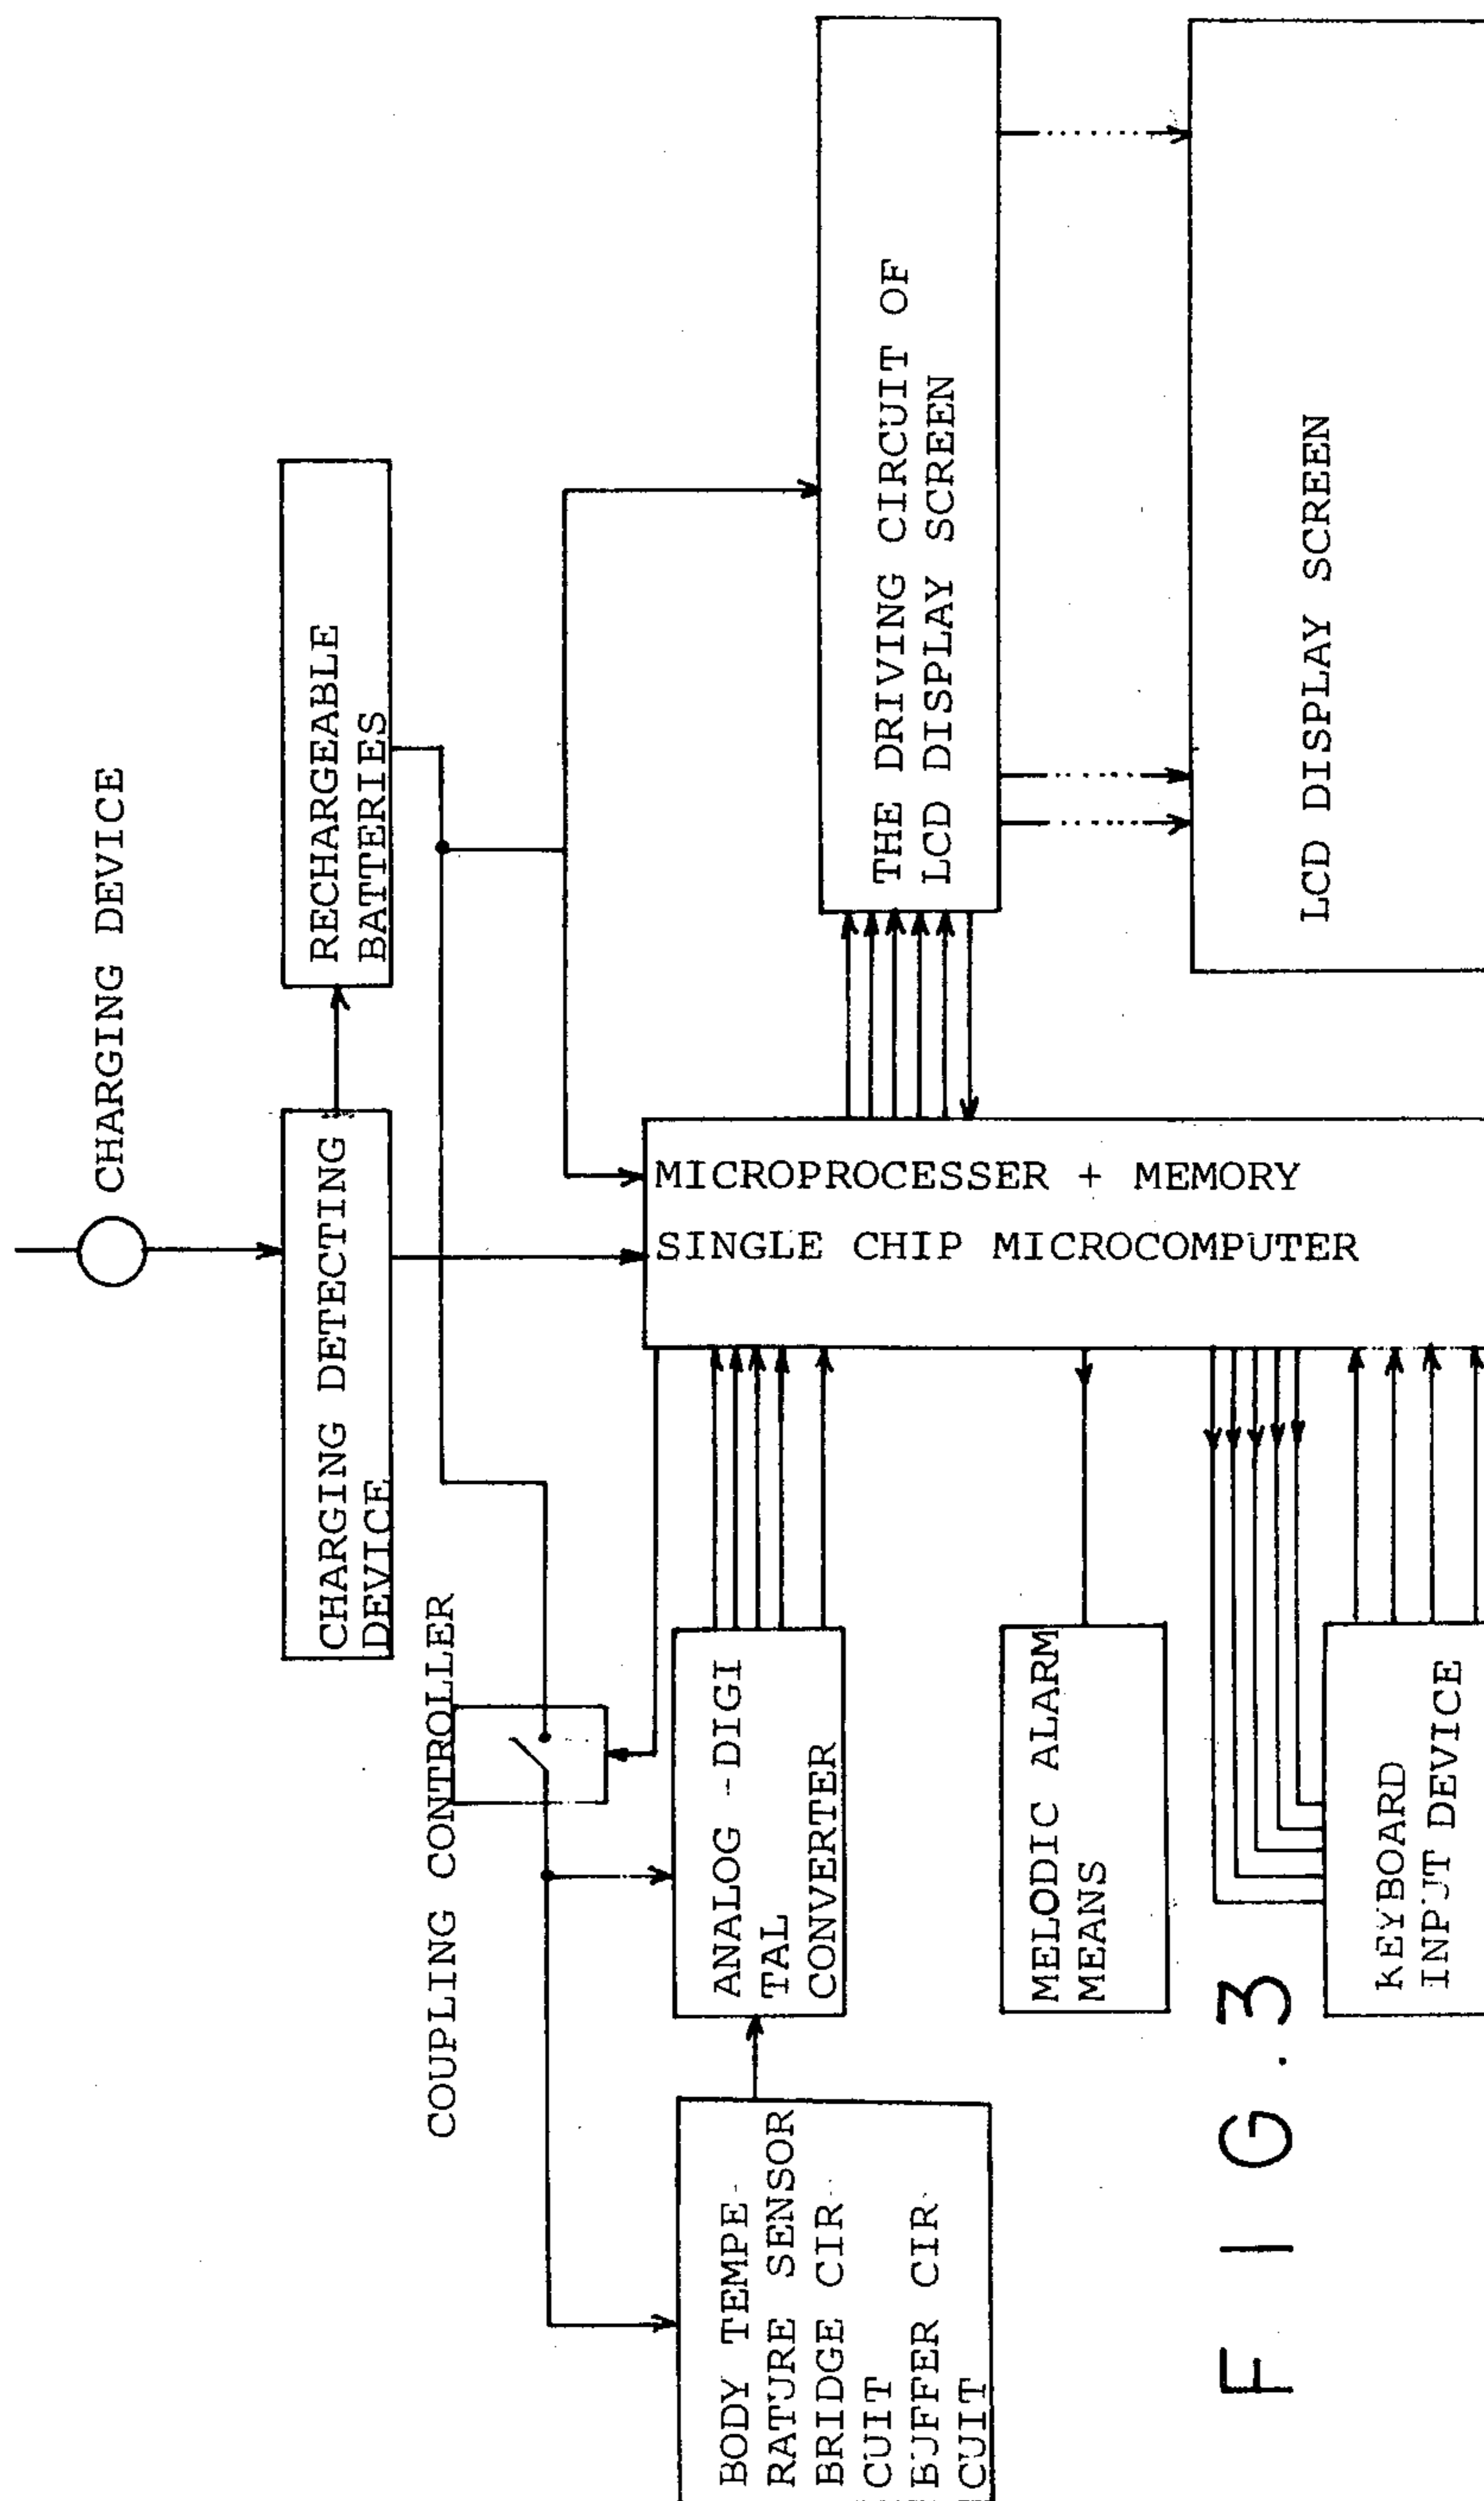 CHARGING DEVICE
CHARGING DETECTING
DEVICE
RECHARGEABLE
BATTERIES
COUPLING CONTROLLER
BODY TEMPE-
RATURE SENSOR
BRIDGE CIR-
CUIT
BUFFER CIR-
CUIT
ANALOG -DIGI
TAL
CONVERTER
MICROPROCESSER + MEMORY
SINGLE CHIP MICROCOMPUTER
THE DRIVING CIRCUIT OF
LCD DISPLAY SCREEN
LCD DISPLAY SCREEN
MELODIC ALARM
MEANS
KEYBOARD
INPUT DEVICE
FIG.3